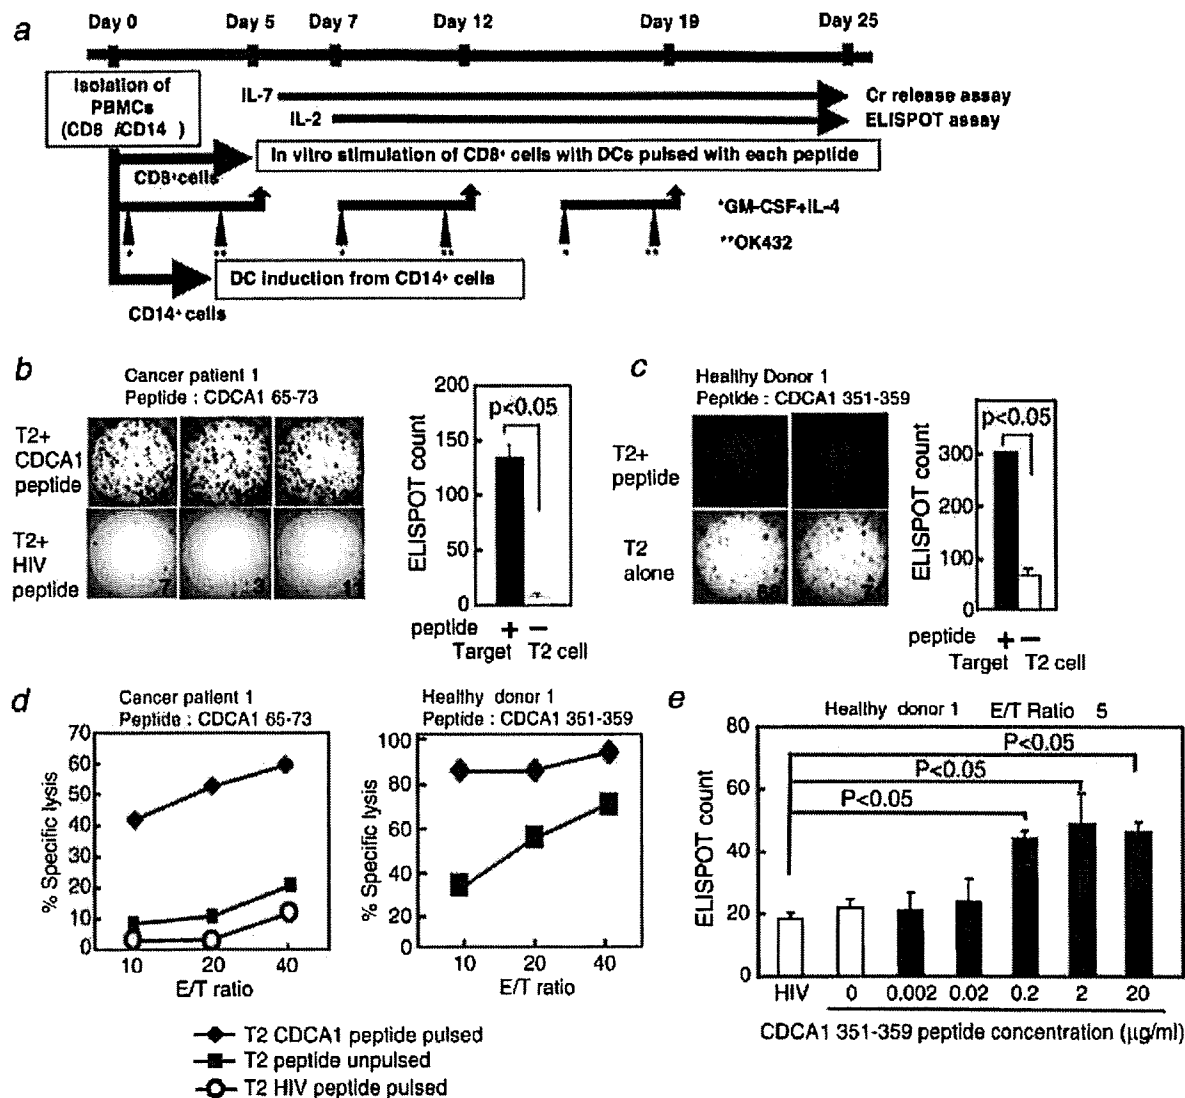 a
Day 0
Day 5
Day 7
Day 12
Day 19
Day 25
Isolation of
PBMCs
(CD8 /CD14 )
IL-7
Cr release assay
IL-2
ELISPOT assay
In vitro stimulation of CD8+ cells with DCs pulsed with each peptide
CD8+cells
*GM-CSF+IL-4
**OK432
* ** * ** * **
DC induction from CD14+ cells
CD14+ cells
b
Cancer patient 1
Peptide : CDCA1 65-73
T2+
CDCA1
peptide
T2+
HIV
peptide
7
3
ELISPOT count
200
150
100
50
0
p<0.05
peptide + −
Target T2 cell
c
Healthy Donor 1
Peptide : CDCA1 351-359
T2+
peptide
T2
alone
ELISPOT count
300
200
100
0
p<0.05
peptide + −
Target T2 cell
d
Cancer patient 1
Peptide : CDCA1 65-73
% Specific lysis
70
60
50
40
30
20
10
0
10 20 40
E/T ratio
Healthy donor 1
Peptide : CDCA1 351-359
% Specific lysis
100
80
60
40
20
0
10 20 40
E/T ratio
T2 CDCA1 peptide pulsed
T2 peptide unpulsed
T2 HIV peptide pulsed
e
Healthy donor 1 E/T Ratio 5
ELISPOT count
80
60
40
20
0
P<0.05
P<0.05
P<0.05
HIV 0 0.002 0.02 0.2 2 20
CDCA1 351-359 peptide concentration (µg/ml)